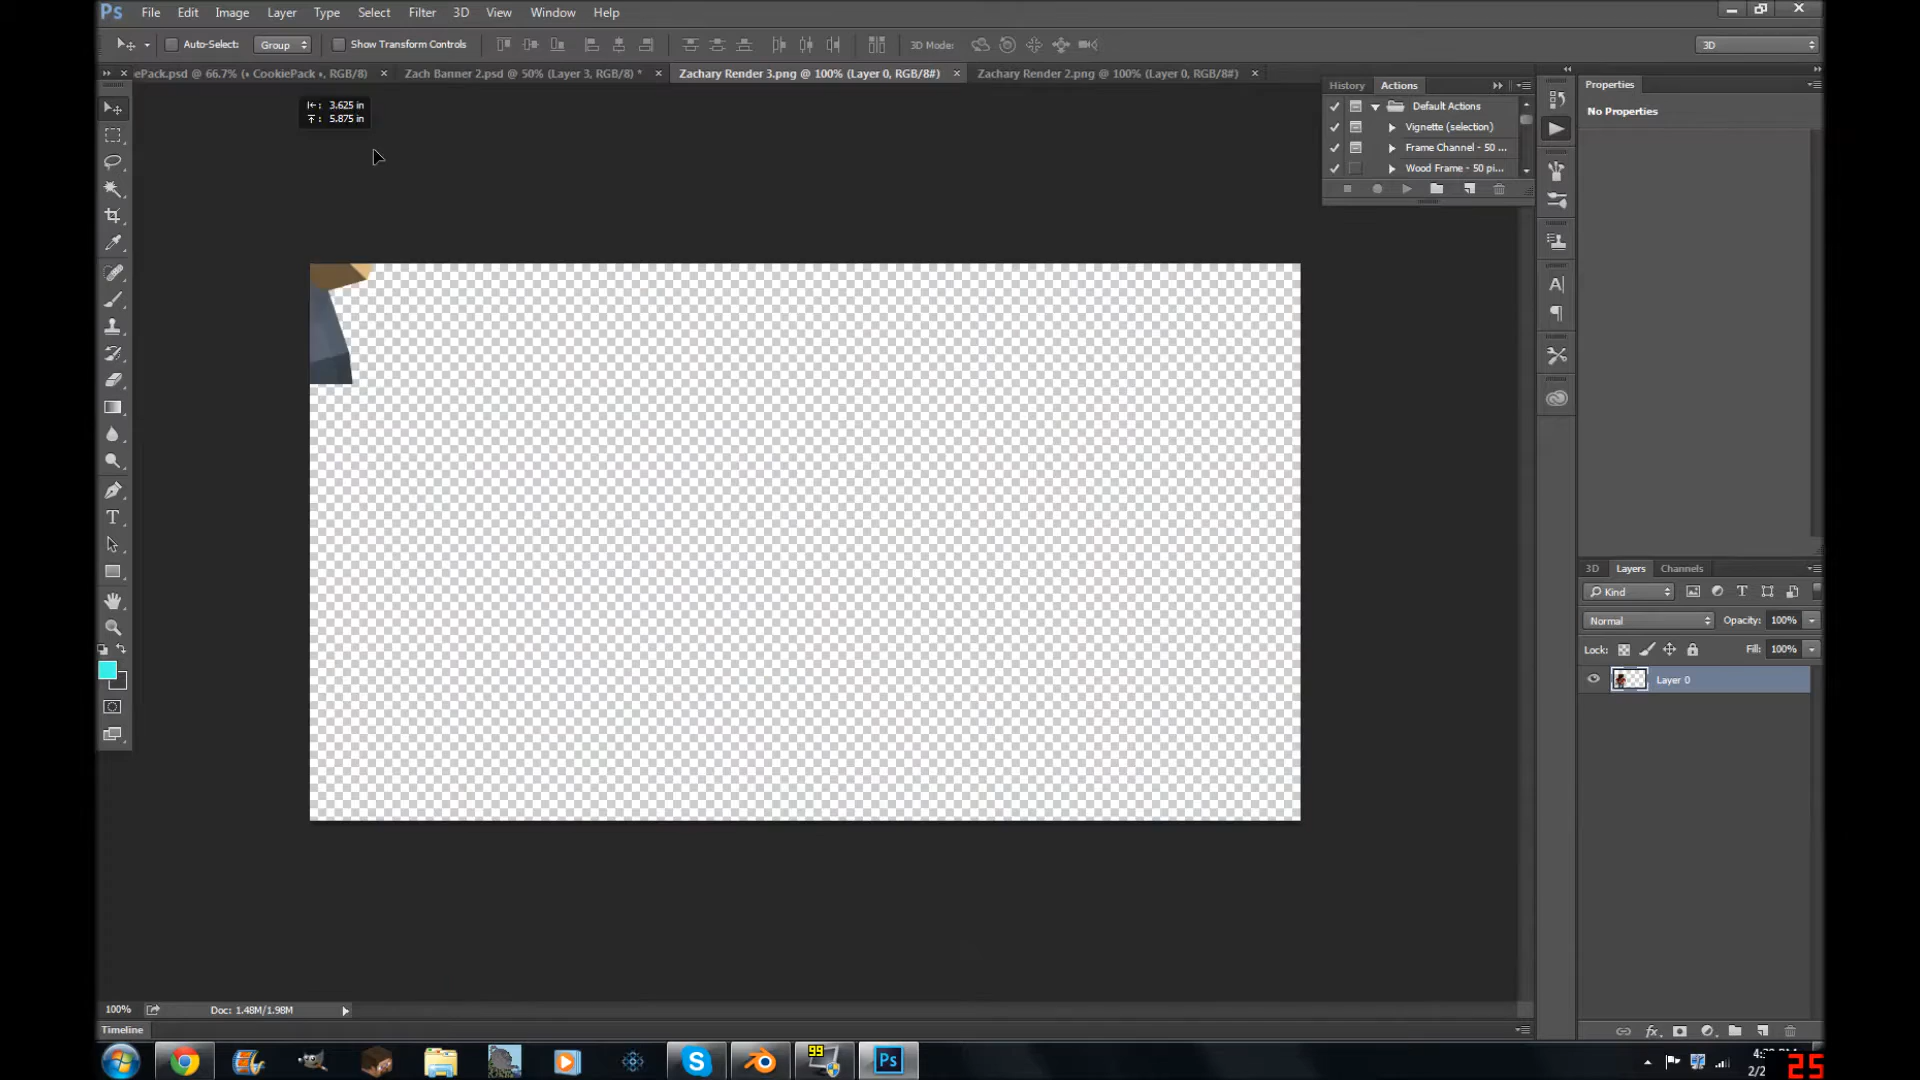 Ps File Edit Image Layer Type Select Filter 3D View Window Help
Auto-Select: Group Show Transform Controls 3D Mode: 3D
ePack.psd @ 66.7% (♦ CookiePack ♦, RGB/8) × Zach Banner 2.psd @ 50% (Layer 3, RGB/8) * × Zachary Render 3.png @ 100% (Layer 0, RGB/8#) × Zachary Render 2.png @ 100% (Layer 0, RGB/8#) ×
History Actions
Properties
3.625 in
5.875 in
Default Actions
No Properties
Vignette (selection)
Frame Channel - 50 ...
Wood Frame - 50 pi...
3D Layers Channels
Kind
Normal Opacity: 100%
Lock: Fill: 100%
Layer 0
100% Doc: 1.48M/1.98M
Timeline
99
Ps
25